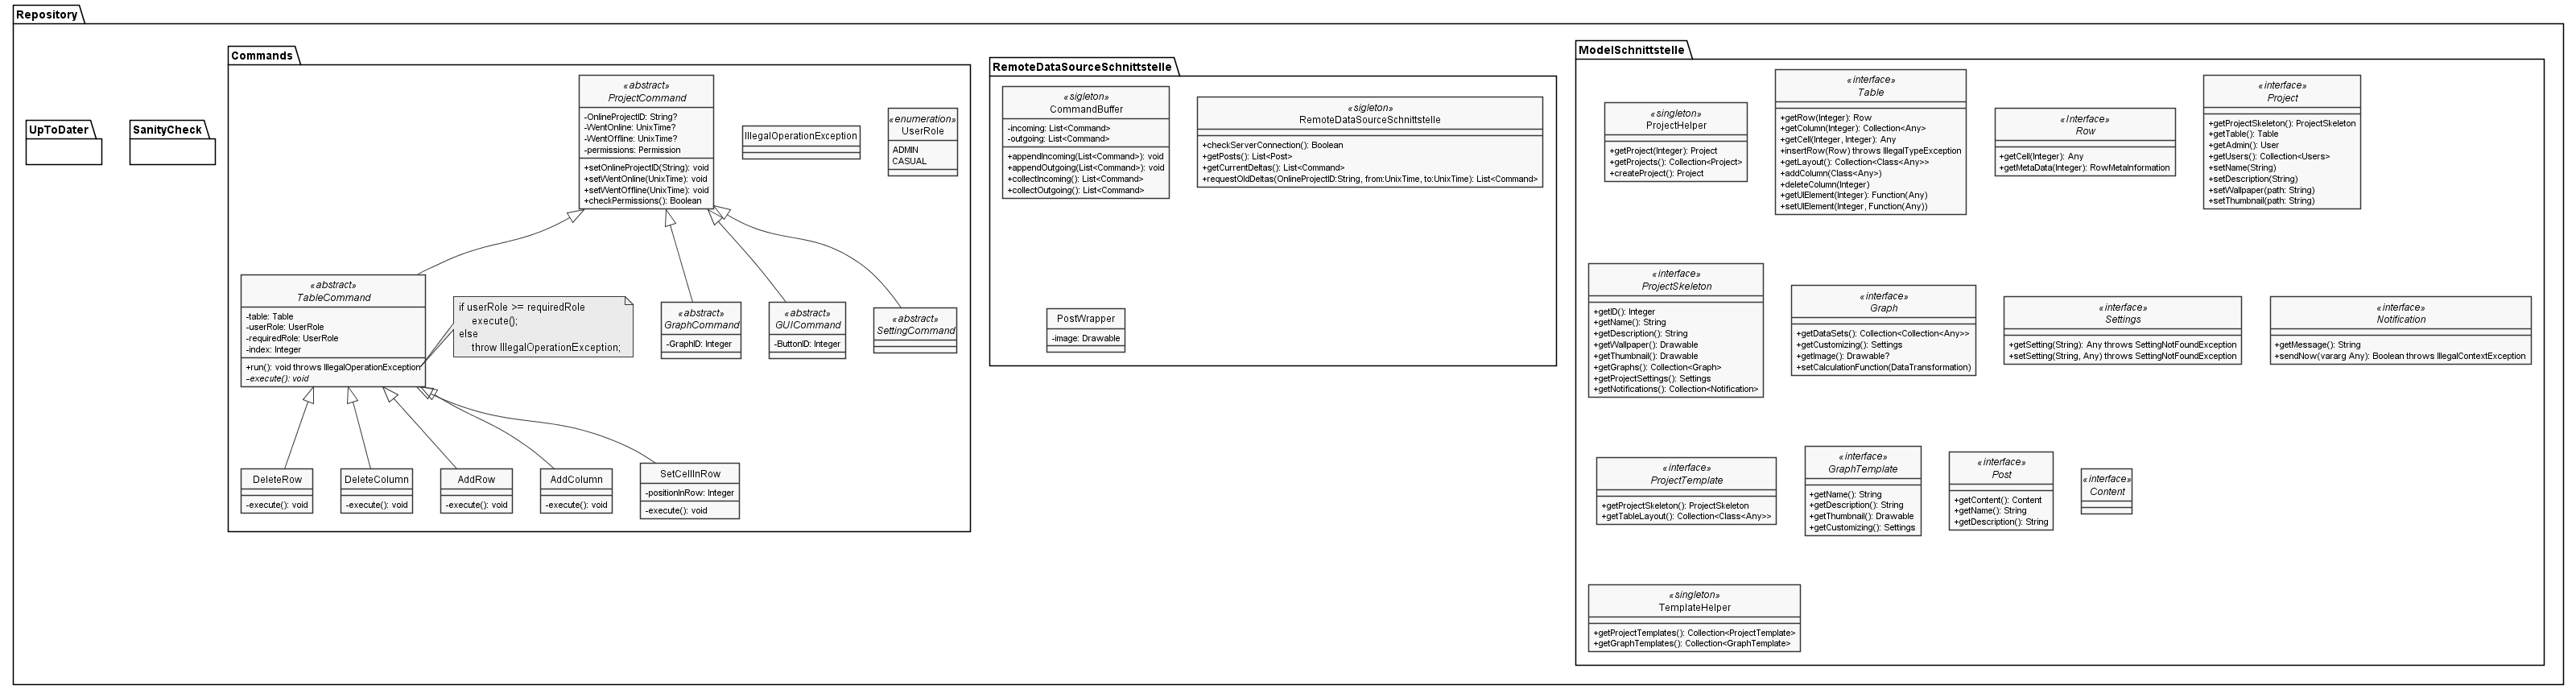 Repository
UpToDater
SanityCheck
Commands
«abstract»
ProjectCommand
-OnlineProjectID: String?
-WentOnline: UnixTime?
-WentOffline: UnixTime?
-permissions: Permission
+setOnlineProjectID(String): void
+setWentOnline(UnixTime): void
+setWentOffline(UnixTime): void
+checkPermissions(): Boolean
IllegalOperationException
«enumeration»
UserRole
ADMIN
CASUAL
«abstract»
TableCommand
-table: Table
-userRole: UserRole
-requiredRole: UserRole
-index: Integer
+run(): void throws IllegalOperationException
-execute(): void
if userRole >= requiredRole
execute();
else
throw IllegalOperationException;
«abstract»
GraphCommand
-GraphID: Integer
«abstract»
GUICommand
-ButtonID: Integer
«abstract»
SettingCommand
DeleteRow
-execute(): void
DeleteColumn
-execute(): void
AddRow
-execute(): void
AddColumn
-execute(): void
SetCellInRow
-positionInRow: Integer
-execute(): void
RemoteDataSourceSchnittstelle
«sigleton»
CommandBuffer
-incoming: List<Command>
-outgoing: List<Command>
+appendIncoming(List<Command>): void
+appendOutgoing(List<Command>): void
+collectIncoming(): List<Command>
+collectOutgoing(): List<Command>
«sigleton»
RemoteDataSourceSchnittstelle
+checkServerConnection(): Boolean
+getPosts(): List<Post>
+getCurrentDeltas(): List<Command>
+requestOldDeltas(OnlineProjectID:String, from:UnixTime, to:UnixTime): List<Command>
PostWrapper
-image: Drawable
ModelSchnittstelle
«singleton»
ProjectHelper
+getProject(Integer): Project
+getProjects(): Collection<Project>
+createProject(): Project
«interface»
Table
+getRow(Integer): Row
+getColumn(Integer): Collection<Any>
+getCell(Integer, Integer): Any
+insertRow(Row) throws IllegalTypeException
+getLayout(): Collection<Class<Any>>
+addColumn(Class<Any>)
+deleteColumn(Integer)
+getUIElement(Integer): Function(Any)
+setUIElement(Integer, Function(Any))
«Interface»
Row
+getCell(Integer): Any
+getMetaData(Integer): RowMetaInformation
«interface»
Project
+getProjectSkeleton(): ProjectSkeleton
+getTable(): Table
+getAdmin(): User
+getUsers(): Collection<Users>
+setName(String)
+setDescription(String)
+setWallpaper(path: String)
+setThumbnail(path: String)
«interface»
ProjectSkeleton
+getID(): Integer
+getName(): String
+getDescription(): String
+getWallpaper(): Drawable
+getThumbnail(): Drawable
+getGraphs(): Collection<Graph>
+getProjectSettings(): Settings
+getNotifications(): Collection<Notification>
«interface»
Graph
+getDataSets(): Collection<Collection<Any>>
+getCustomizing(): Settings
+getImage(): Drawable?
+setCalculationFunction(DataTransformation)
«interface»
Settings
+getSetting(String): Any throws SettingNotFoundException
+setSetting(String, Any) throws SettingNotFoundException
«interface»
Notification
+getMessage(): String
+sendNow(vararg Any): Boolean throws IllegalContextException
«interface»
ProjectTemplate
+getProjectSkeleton(): ProjectSkeleton
+getTableLayout(): Collection<Class<Any>>
«interface»
GraphTemplate
+getName(): String
+getDescription(): String
+getThumbnail(): Drawable
+getCustomizing(): Settings
«interface»
Post
+getContent(): Content
+getName(): String
+getDescription(): String
«interface»
Content
«singleton»
TemplateHelper
+getProjectTemplates(): Collection<ProjectTemplate>
+getGraphTemplates(): Collection<GraphTemplate>